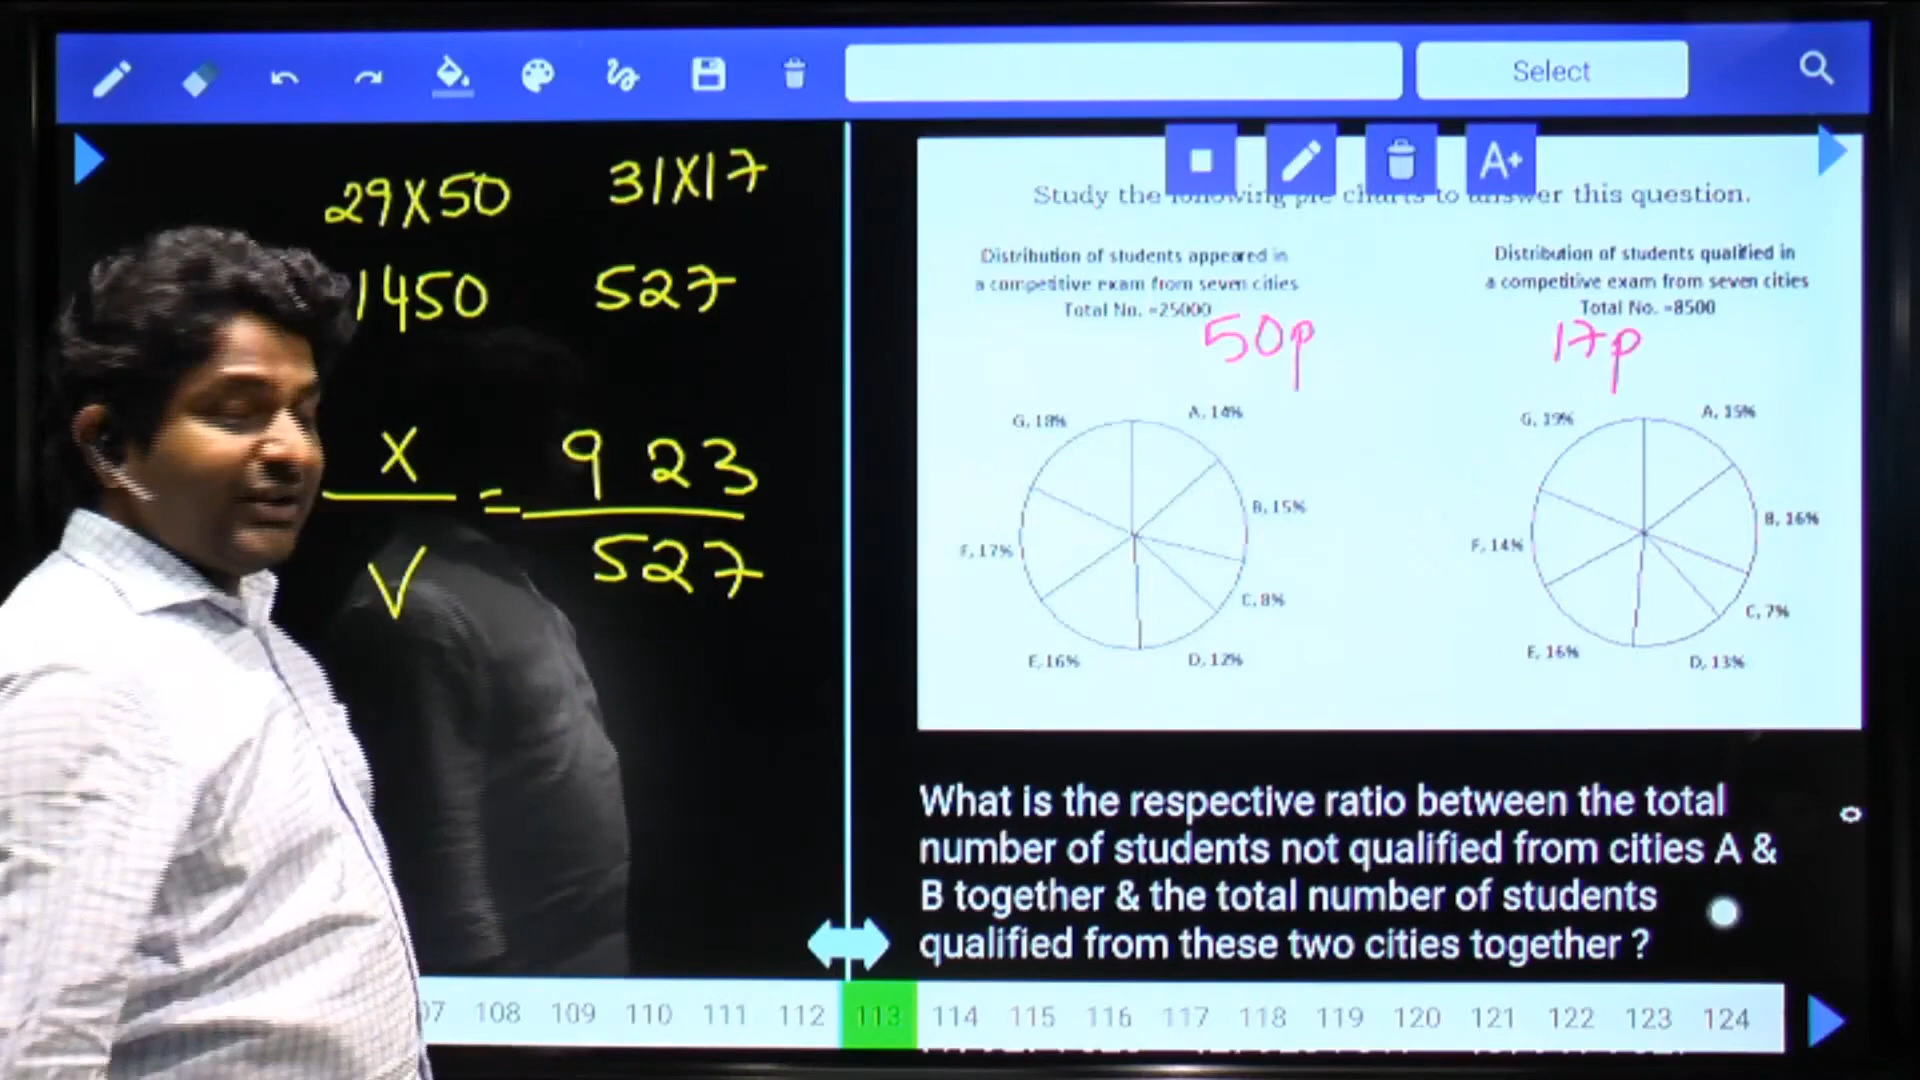 Select
29X50 31X17
1450 527
X = 923
V 527
A+
Study the following pie charts to answer this question.
Distribution of students appeared in
a competitive exam from seven cities
Total No. =25000
50p
G, 18%
A, 14%
B, 15%
F, 17%
C, 8%
E, 16%
D, 12%
Distribution of students qualified in
a competitive exam from seven cities
Total No. =8500
17p
G, 19%
A, 15%
B, 16%
F, 14%
C, 7%
E, 16%
D, 13%
What is the respective ratio between the total
number of students not qualified from cities A &
B together & the total number of students
qualified from these two cities together ?
07 108 109 110 111 112 113 114 115 116 117 118 119 120 121 122 123 124